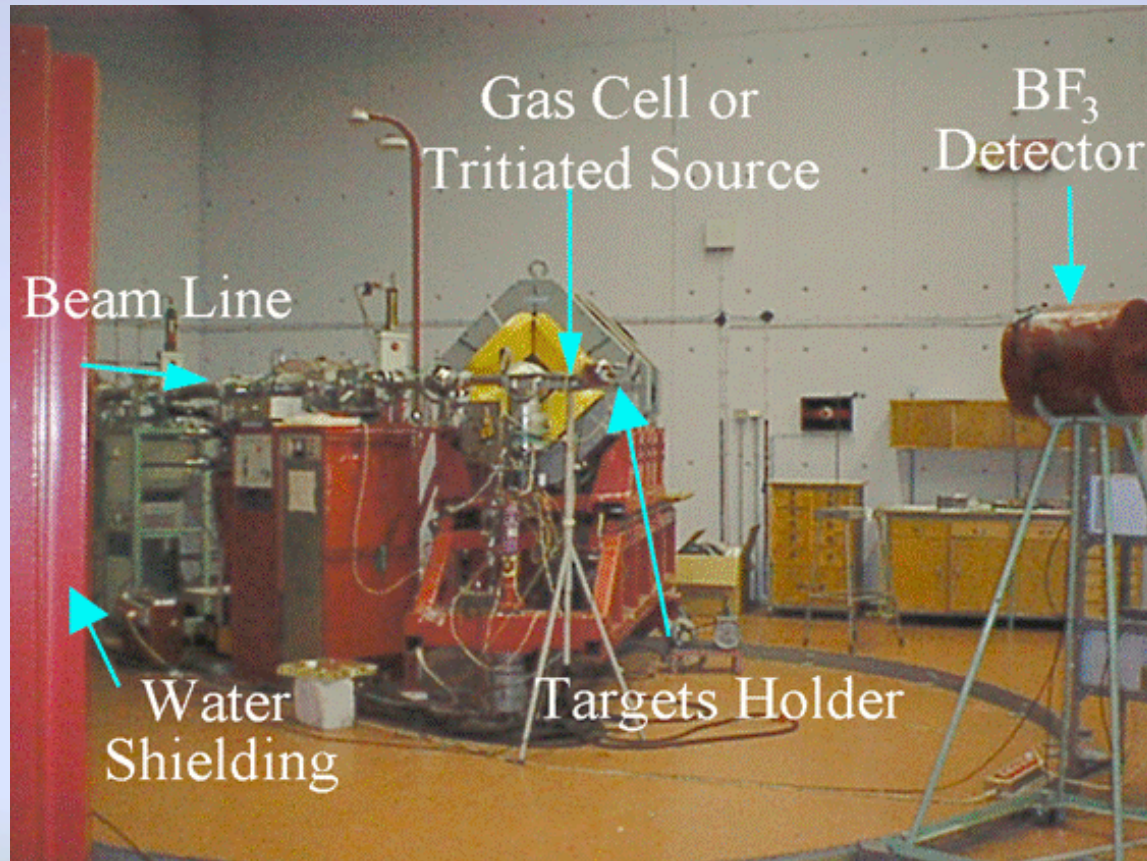 Gas Cell or
Tritiated Source
BF₃
Detector
Beam Line
Water
Shielding
Targets Holder